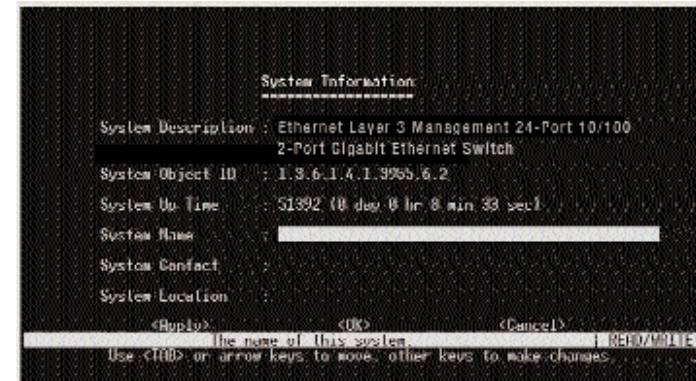 System Information
System Description : Ethernet Layer 3 Management 24-Port 10/100
2-Port Gigabit Ethernet Switch
System Object ID : 1.3.6.1.4.1.3955.6.2
System Up Time : 51392 (0 day 0 hr 8 min 33 sec)
System Name :
System Contact :
System Location :
<Apply> <OK> <Cancel>
The name of this system. | READ/WRITE
Use <TAB> or arrow keys to move, other keys to make changes.